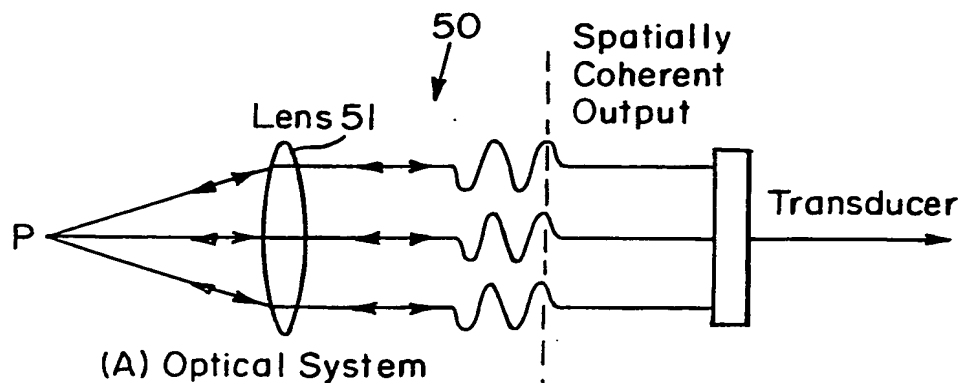 50
Spatially
Coherent
Output
Lens 51
P
Transducer
(A) Optical System